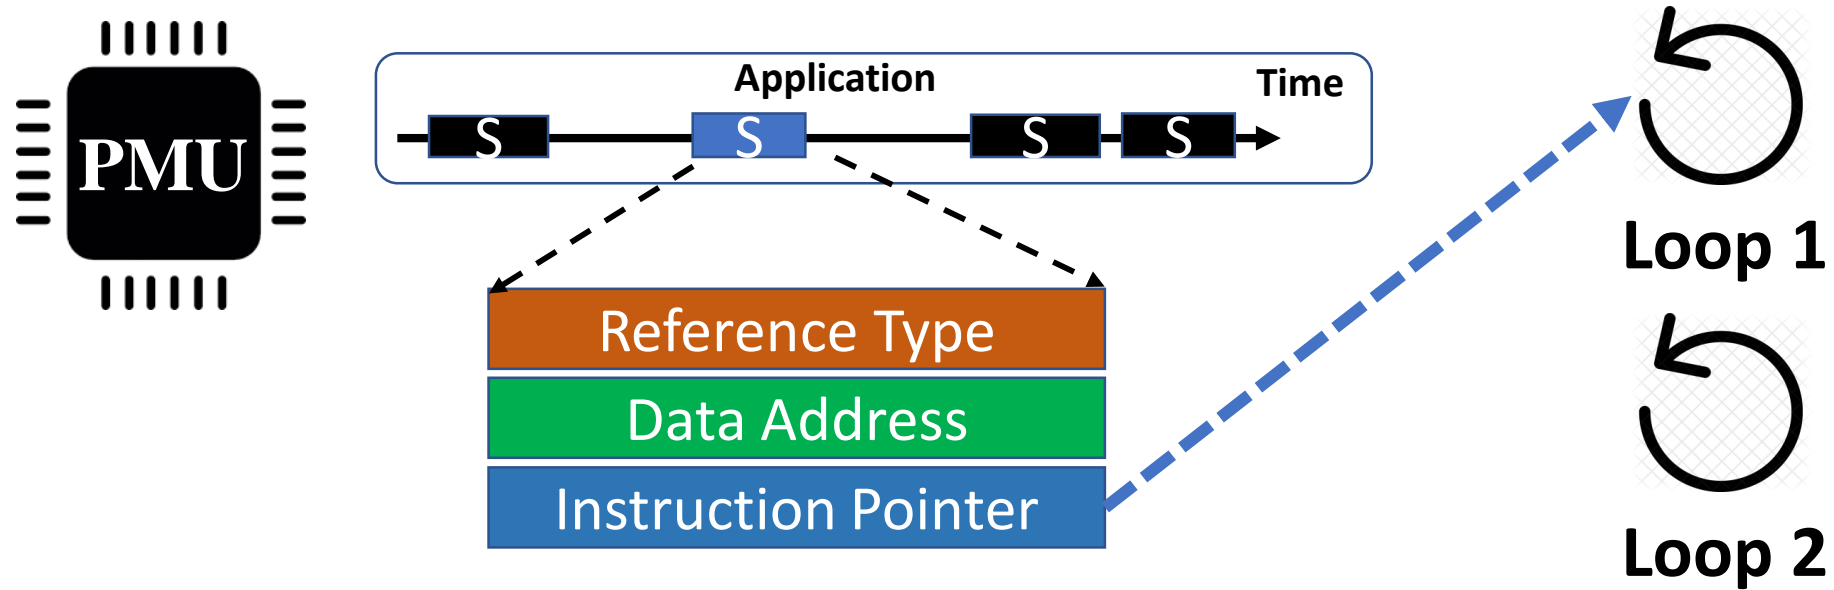 PMU
Application
Time
S
S
S
S
Reference Type
Data Address
Instruction Pointer
Loop 1
Loop 2